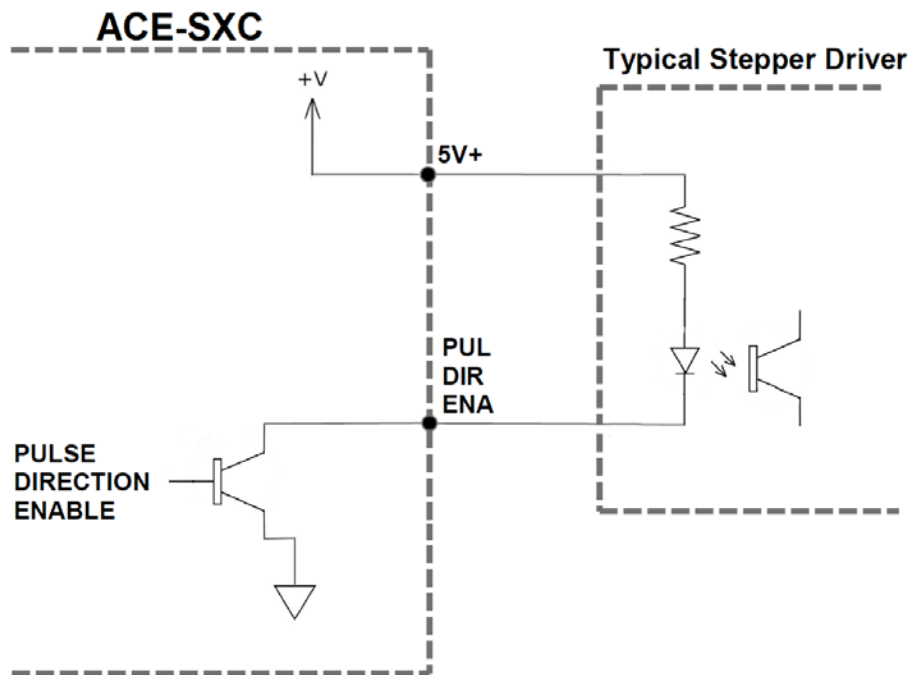 ACE-SXC
Typical Stepper Driver
+V
5V+
PUL
DIR
ENA
PULSE
DIRECTION
ENABLE